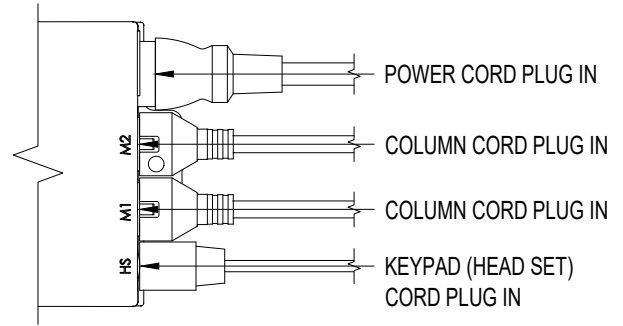 POWER CORD PLUG IN
M2
COLUMN CORD PLUG IN
M1
COLUMN CORD PLUG IN
HS
KEYPAD (HEAD SET)
CORD PLUG IN